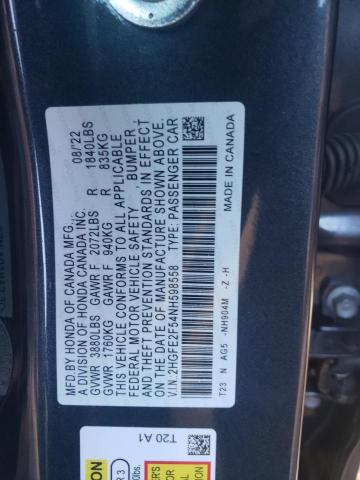 MFD.BY HONDA OF CANADA MFG., 08/'22
A DIVISION OF HONDA CANADA INC.
GVWR 3880LBS GAWR F 2072LBS R 1840LBS
GVWR 1760KG GAWR F 940KG R 835KG
THIS VEHICLE CONFORMS TO ALL APPLICABLE
FEDERAL MOTOR VEHICLE SAFETY, BUMPER,
AND THEFT PREVENTION STANDARDS IN EFFECT
ON THE DATE OF MANUFACTURE SHOWN ABOVE.
V.I.N.:2HGFE2F54NH598558 TYPE: PASSENGER CAR
MADE IN CANADA
T23 N AG5 -NH904M -Z -H
T20 A1